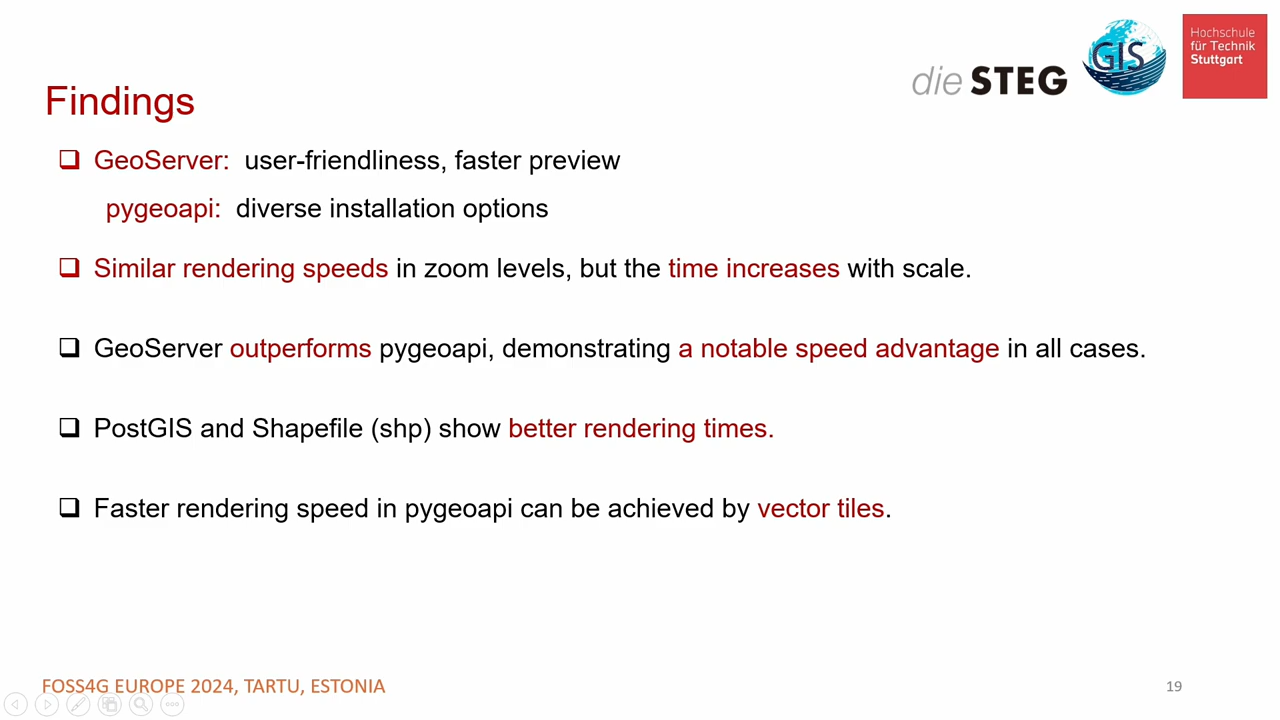 die STEG
GIS
Hochschule
für Technik
Stuttgart
Findings
GeoServer: user-friendliness, faster preview
pygeoapi: diverse installation options
Similar rendering speeds in zoom levels, but the time increases with scale.
GeoServer outperforms pygeoapi, demonstrating a notable speed advantage in all cases.
PostGIS and Shapefile (shp) show better rendering times.
Faster rendering speed in pygeoapi can be achieved by vector tiles.
FOSS4G EUROPE 2024, TARTU, ESTONIA
19